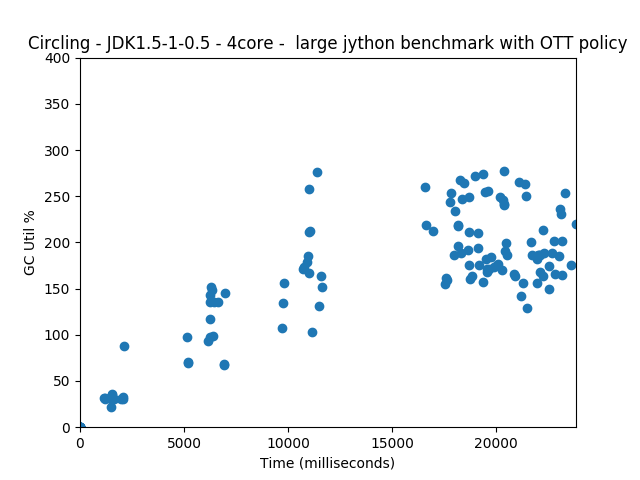 Circling - JDK1.5-1-0.5 - 4core -  large jython benchmark with OTT policy
400
350
300
250
200
150
100
50
0
GC Util %
0 5000 10000 15000 20000
Time (milliseconds)